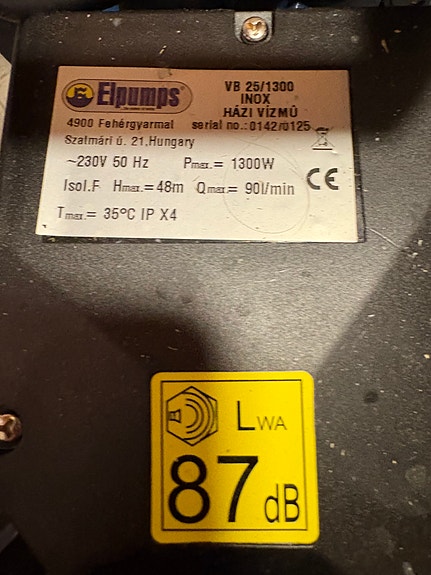 Elpumps
VB 25/1300
INOX
HÁZI VÍZMŰ
4900 Fehérgyarmat serial no.:0142/0125
Szatmári ú. 21.Hungary
~230V 50 Hz Pmax.= 1300W
Isol.F Hmax.= 48m Qmax.= 90l/min
CE
Tmax.= 35°C IP X4
LWA
87 dB